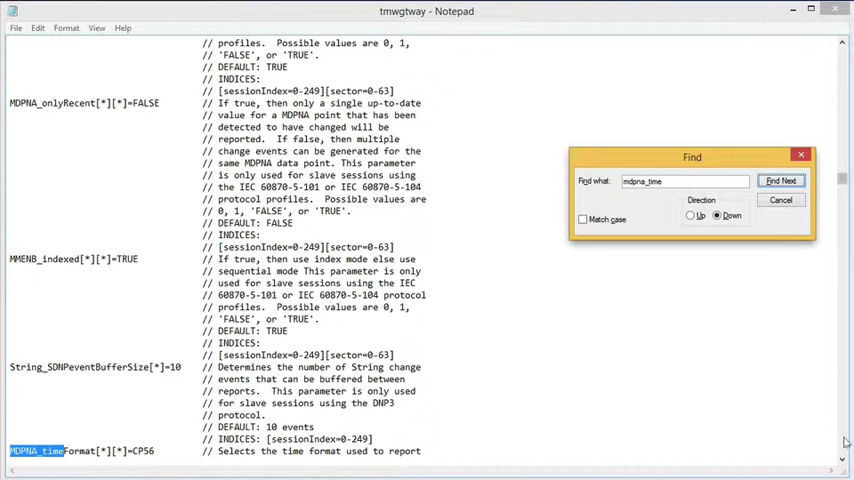 tmwgtway - Notepad
File Edit Format View Help
// profiles. Possible values are 0, 1,
// 'FALSE', or 'TRUE'.
// DEFAULT: TRUE
// INDICES:
// [sessionIndex=0-249][sector=0-63]
MDPNA_onlyRecent[*][*]=FALSE // If true, then only a single up-to-date
// value for a MDPNA point that has been
// detected to have changed will be
// reported. If false, then multiple
// change events can be generated for the
// same MDPNA data point. This parameter
// is only used for slave sessions using
// the IEC 60870-5-101 or IEC 60870-5-104
// protocol profiles. Possible values are
// 0, 1, 'FALSE', or 'TRUE'.
// DEFAULT: FALSE
// INDICES:
// [sessionIndex=0-249][sector=0-63]
MMENB_indexed[*][*]=TRUE // If true, then use index mode else use
// sequential mode This parameter is only
// used for slave sessions using the IEC
// 60870-5-101 or IEC 60870-5-104 protocol
// profiles. Possible values are 0, 1,
// 'FALSE', or 'TRUE'.
// DEFAULT: TRUE
// INDICES:
// [sessionIndex=0-249][sector=0-63]
String_SDNPeventBufferSize[*]=10 // Determines the number of String change
// events that can be buffered between
// reports. This parameter is only used
// for slave sessions using the DNP3
// protocol.
// DEFAULT: 10 events
// INDICES: [sessionIndex=0-249]
MDPNA_timeFormat[*][*]=CP56 // Selects the time format used to report
Find
Find what: mdpna_time Find Next
Direction Cancel
Match case Up Down